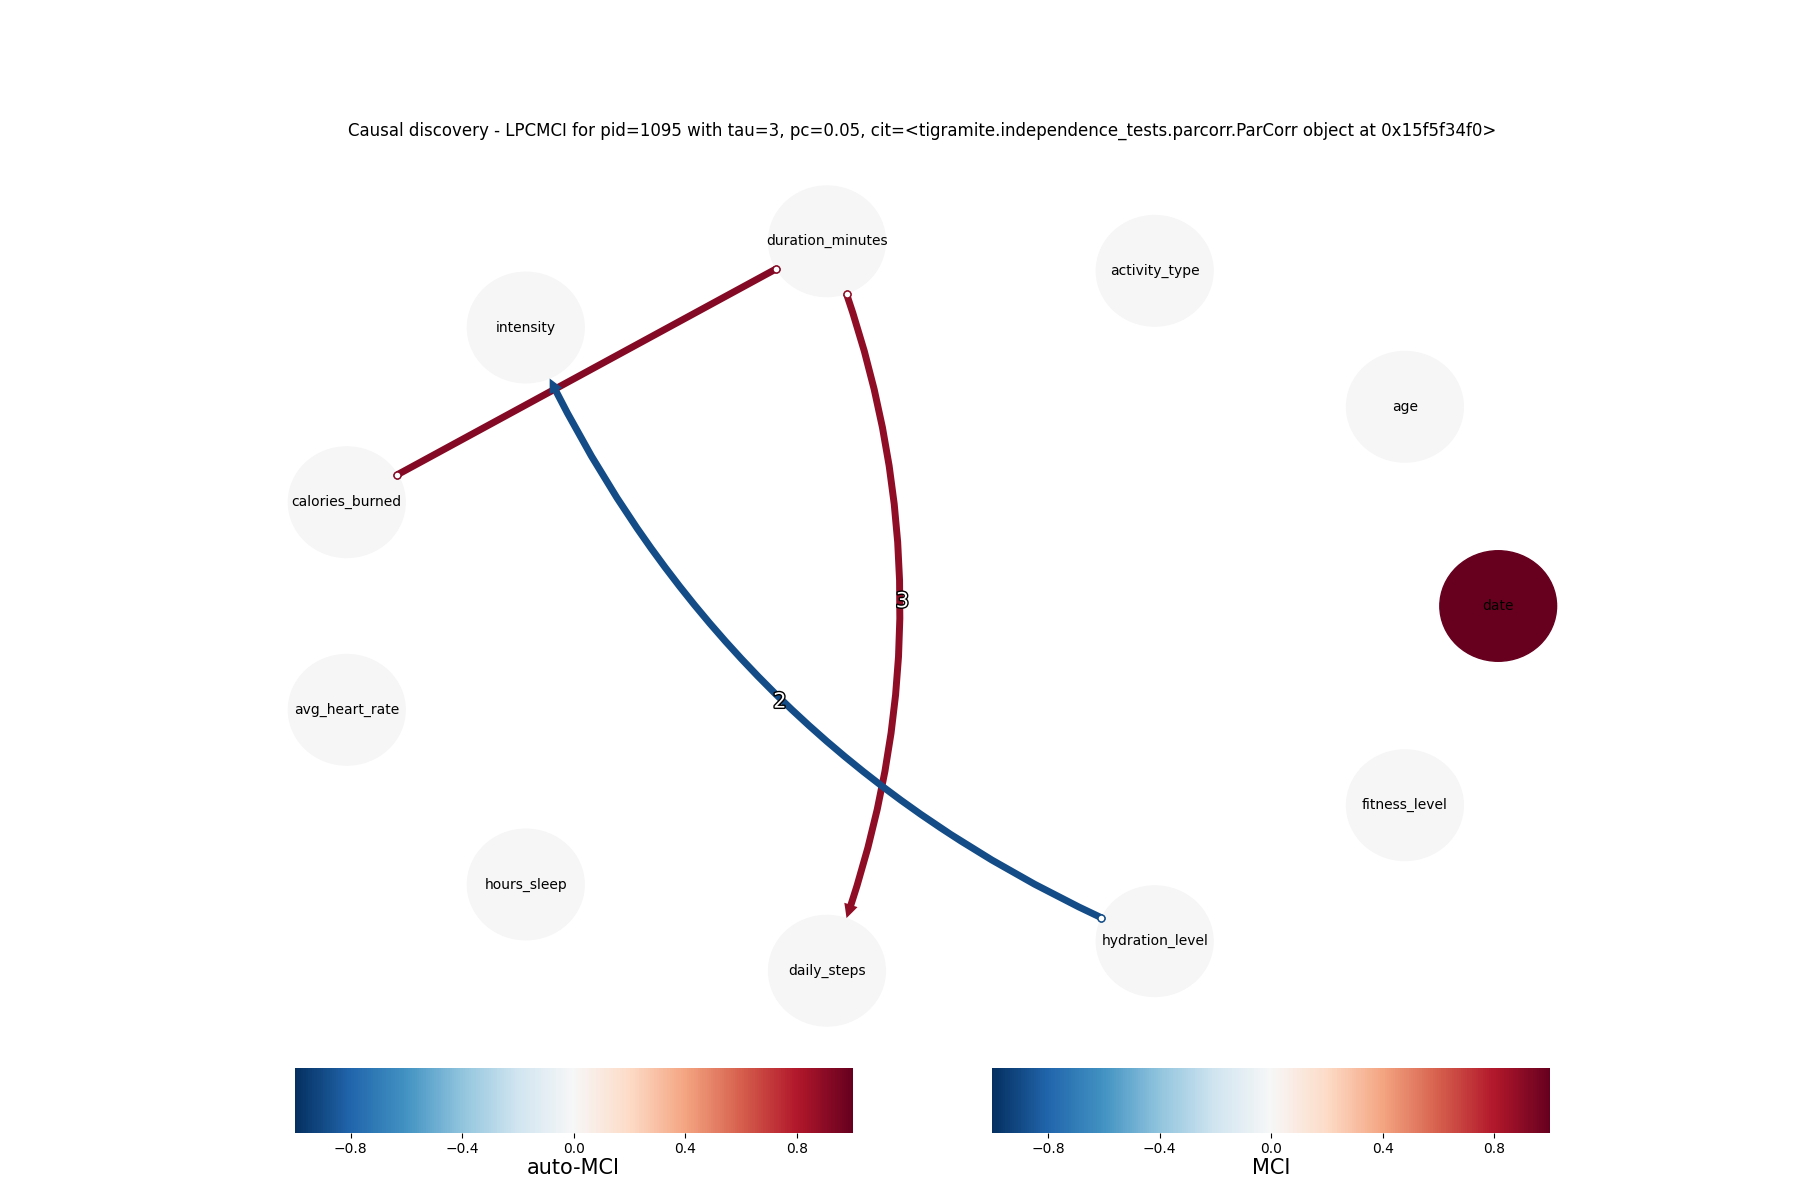 Causal discovery - LPCMCI for pid=1095 with tau=3, pc=0.05, cit=<tigramite.independence_tests.parcorr.ParCorr object at 0x15f5f34f0>
duration_minutes
activity_type
intensity
age
calories_burned
3
date
2
avg_heart_rate
fitness_level
hours_sleep
hydration_level
daily_steps
−0.8 −0.4 0.0 0.4 0.8
auto-MCI
−0.8 −0.4 0.0 0.4 0.8
MCI